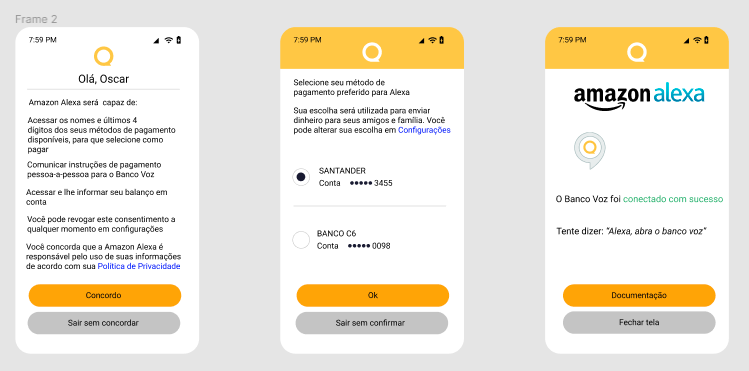 Frame 2
7:59 PM
Olá, Oscar
Amazon Alexa será capaz de:
Acessar os nomes e últimos 4
dígitos dos seus métodos de pagamento
disponíveis, para que selecione como
pagar
Comunicar instruções de pagamento
pessoa-a-pessoa para o Banco Voz
Acessar e lhe informar seu balanço em
conta
Você pode revogar este consentimento a
qualquer momento em configurações
Você concorda que a Amazon Alexa é
responsável pelo uso de suas informações
de acordo com sua Política de Privacidade
Concordo
Sair sem concordar
7:59 PM
Selecione seu método de
pagamento preferido para Alexa
Sua escolha será utilizada para enviar
dinheiro para seus amigos e família. Você
pode alterar sua escolha em Configurações
SANTANDER
Conta ●●●●● 3455
BANCO C6
Conta ●●●●● 0098
Ok
Sair sem confirmar
7:59 PM
amazon alexa
O Banco Voz foi conectado com sucesso
Tente dizer: “Alexa, abra o banco voz”
Documentação
Fechar tela